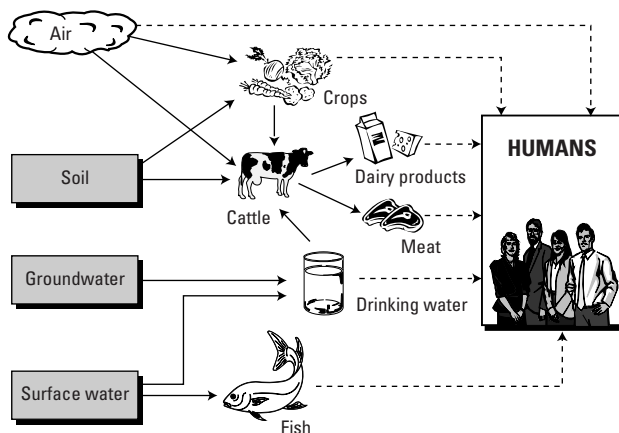 Air
Crops
HUMANS
Soil
Dairy products
Cattle
Meat
Groundwater
Drinking water
Surface water
Fish